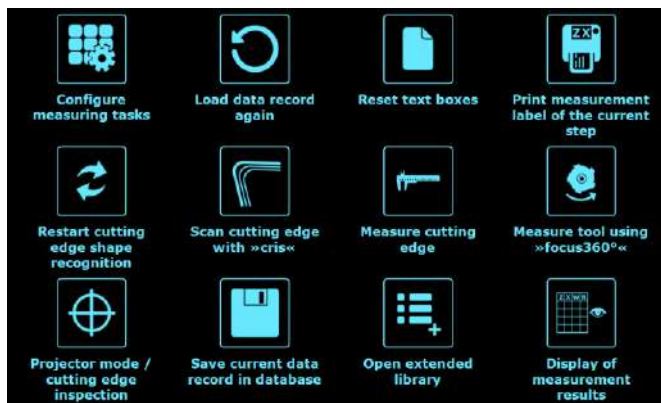 ZX
Configure
measuring tasks
Load data record
again
Reset text boxes
Print measurement
label of the current
step
Restart cutting
edge shape
recognition
Scan cutting edge
with »cris«
Measure cutting
edge
Measure tool using
»focus360°«
ZXWR
Projector mode /
cutting edge
inspection
Save current data
record in database
Open extended
library
Display of
measurement
results